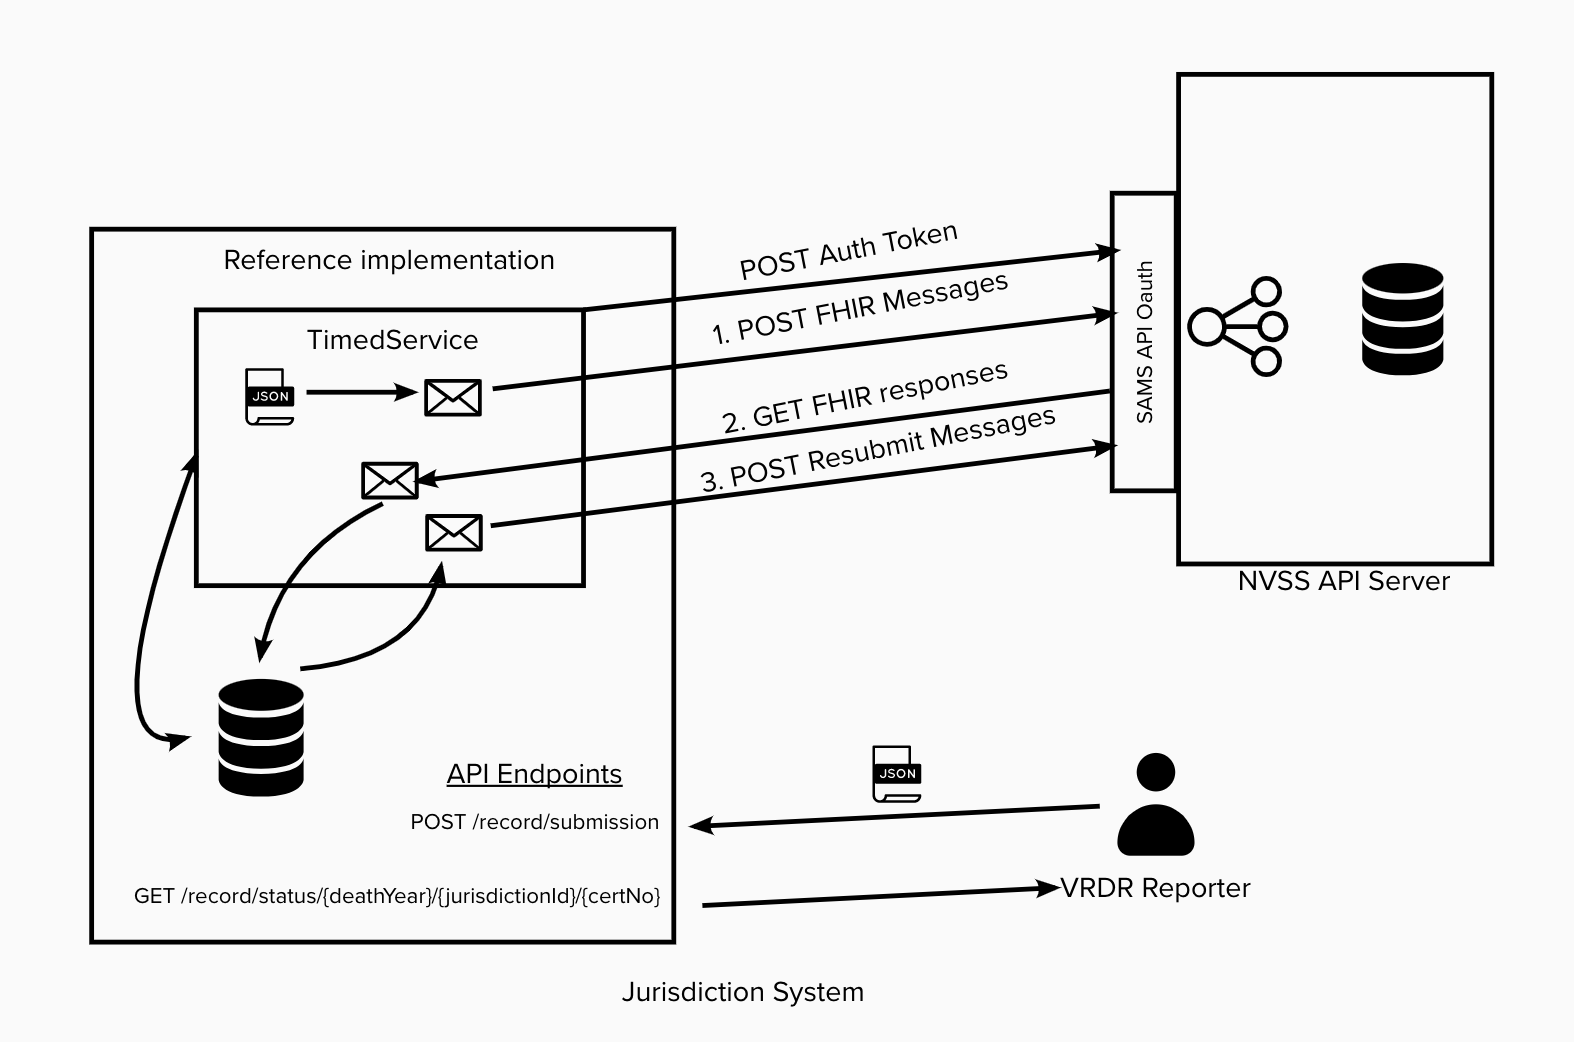 Reference implementation
TimedService
JSON
POST Auth Token
1. POST FHIR Messages
2. GET FHIR responses
3. POST Resubmit Messages
SAMS API Oauth
NVSS API Server
API Endpoints
POST /record/submission
GET /record/status/{deathYear}/{jurisdictionId}/{certNo}
JSON
VRDR Reporter
Jurisdiction System